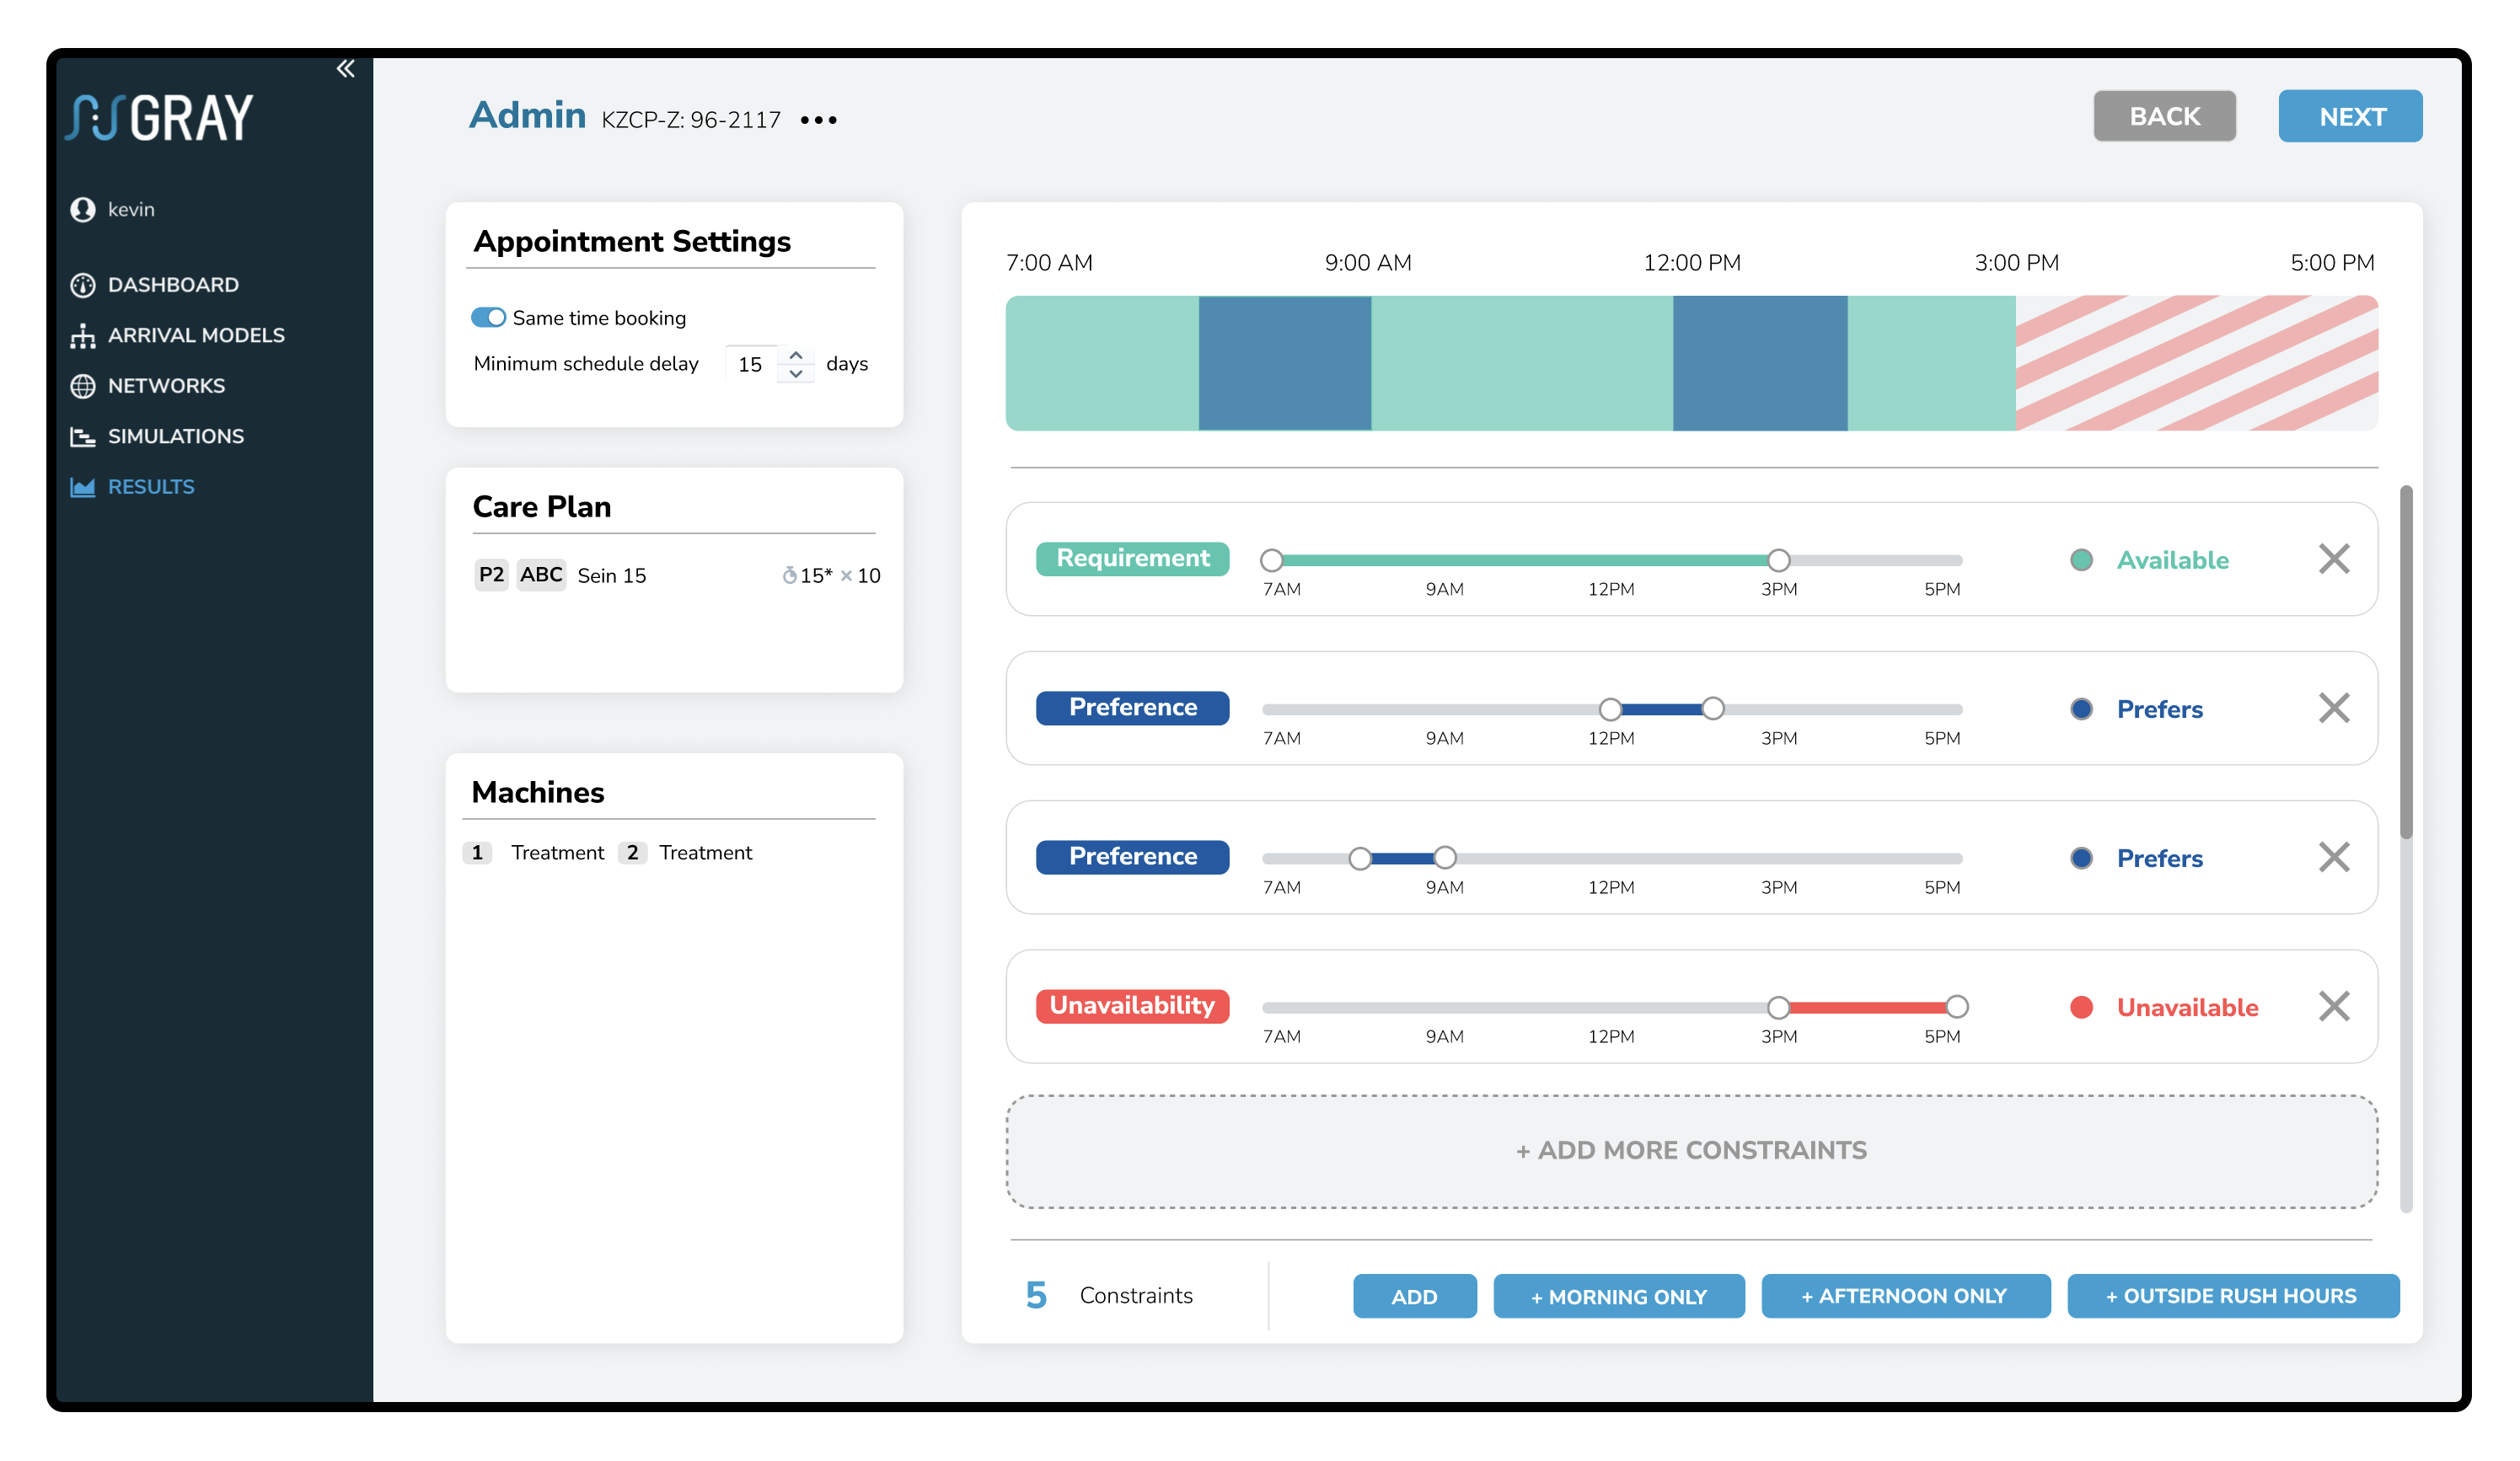 GRAY
kevin
DASHBOARD
ARRIVAL MODELS
NETWORKS
SIMULATIONS
RESULTS
Admin KZCP-Z: 96-2117 •••
BACK
NEXT
Appointment Settings
Same time booking
Minimum schedule delay 15 days
Care Plan
P2 ABC Sein 15 15* × 10
Machines
1 Treatment 2 Treatment
7:00 AM 9:00 AM 12:00 PM 3:00 PM 5:00 PM
Requirement
7AM 9AM 12PM 3PM 5PM
Available
Preference
7AM 9AM 12PM 3PM 5PM
Prefers
Preference
7AM 9AM 12PM 3PM 5PM
Prefers
Unavailability
7AM 9AM 12PM 3PM 5PM
Unavailable
+ ADD MORE CONSTRAINTS
5 Constraints
ADD
+ MORNING ONLY
+ AFTERNOON ONLY
+ OUTSIDE RUSH HOURS